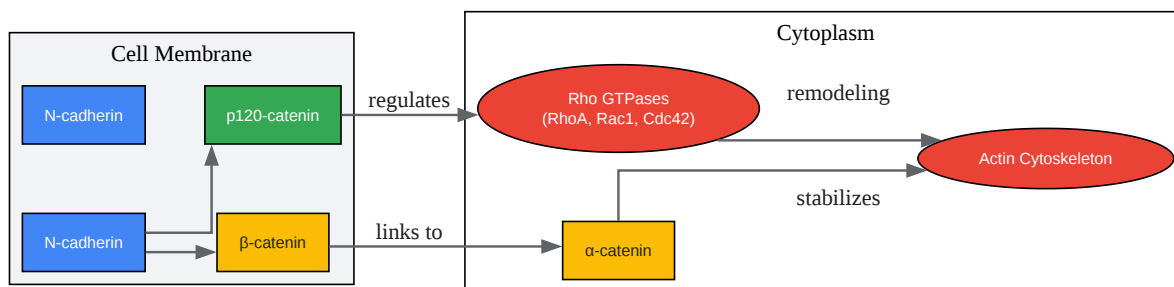 Cell Membrane
N-cadherin
p120-catenin
N-cadherin
β-catenin
regulates
links to
Cytoplasm
Rho GTPases
(RhoA, Rac1, Cdc42)
remodeling
Actin Cytoskeleton
stabilizes
α-catenin